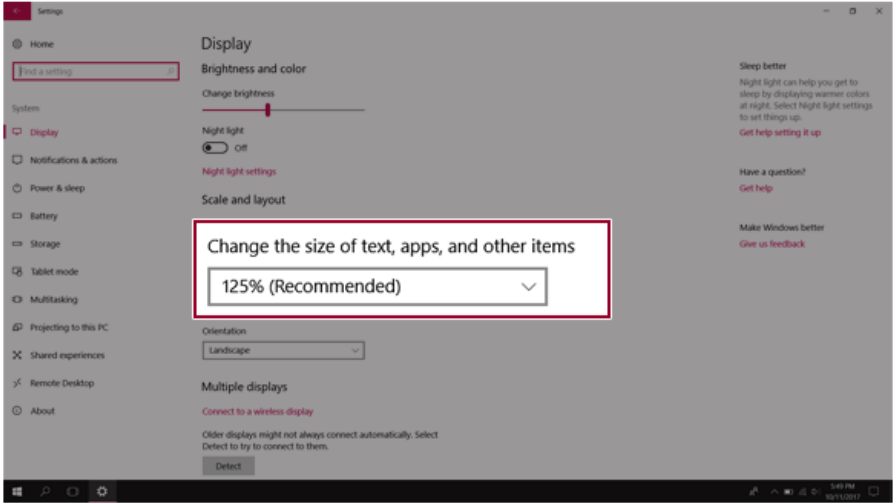 Settings
Home
Find a setting
System
Display
Notifications & actions
Power & sleep
Battery
Storage
Tablet mode
Multitasking
Projecting to this PC
Shared experiences
Remote Desktop
About
Display
Brightness and color
Change brightness
Night light
Off
Night light settings
Scale and layout
Change the size of text, apps, and other items
125% (Recommended)
Orientation
Landscape
Multiple displays
Connect to a wireless display
Older displays might not always connect automatically. Select
Detect to try to connect to them.
Detect
Sleep better
Night light can help you get to
sleep by displaying warmer colors
at night. Select Night light settings
to set things up.
Get help setting it up
Have a question?
Get help
Make Windows better
Give us feedback
5:49 PM
10/11/2017